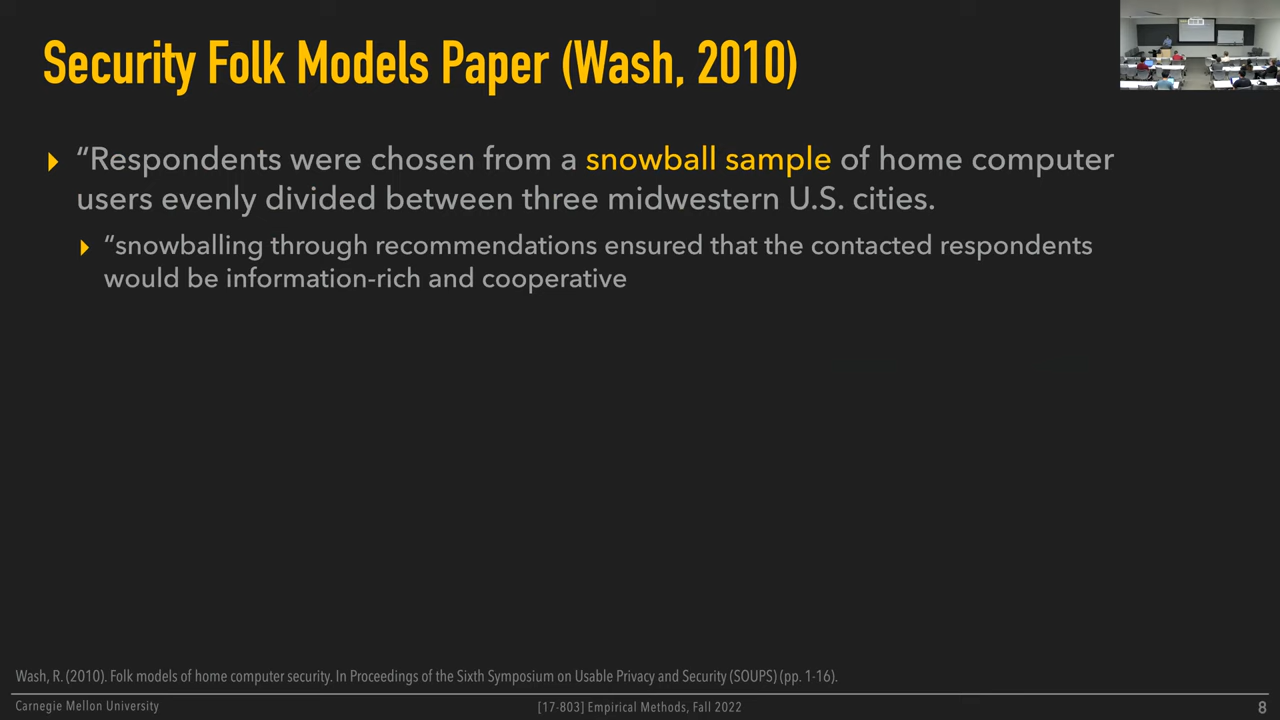 Security Folk Models Paper (Wash, 2010)
“Respondents were chosen from a snowball sample of home computer
users evenly divided between three midwestern U.S. cities.
“snowballing through recommendations ensured that the contacted respondents
would be information-rich and cooperative
Wash, R. (2010). Folk models of home computer security. In Proceedings of the Sixth Symposium on Usable Privacy and Security (SOUPS) (pp. 1-16).
Carnegie Mellon University
[17-803] Empirical Methods, Fall 2022
8